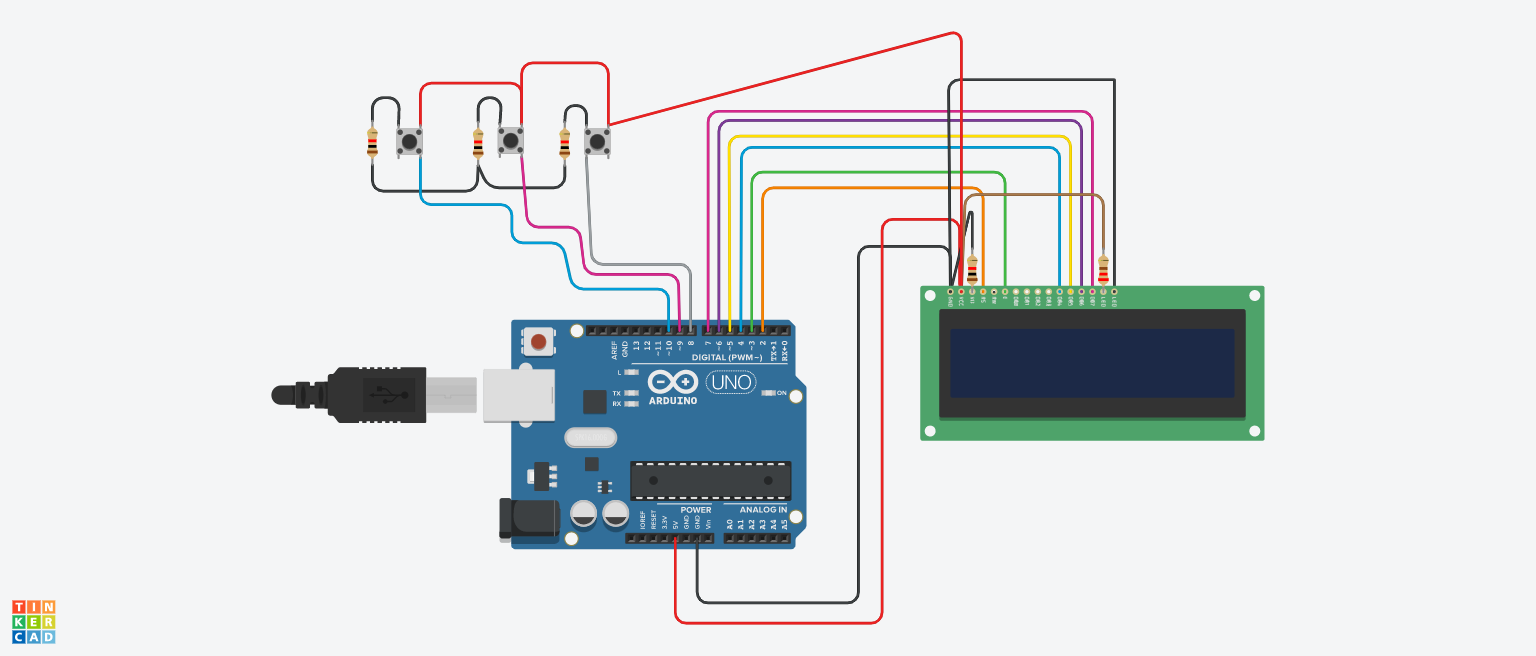 GND
VCC
V0
RS
RW
E
DB0
DB1
DB2
DB3
DB4
DB5
DB6
DB7
LED
LED
AREF
GND
13
12
~11
~10
~9
8
7
~6
~5
4
~3
2
TX→1
RX←0
DIGITAL (PWM~)
L
TX
RX
ARDUINO
UNO
ON
POWER
ANALOG IN
IOREF
RESET
3.3V
5V
GND
GND
Vin
A0
A1
A2
A3
A4
A5
TIN
KER
CAD